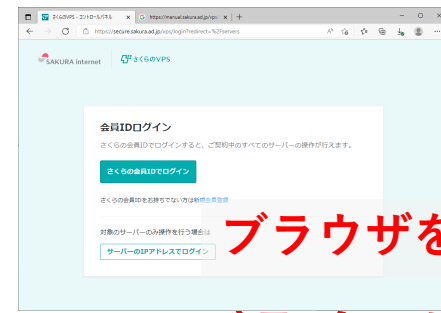 さくらのVPS - コントロールパネル
https://manual.sakura.ad.jp/vps
https://secure.sakura.ad.jp/vps/login?redirect=%2Fservers
SAKURA internet さくらのVPS
会員IDログイン
さくらの会員IDでログインすると、ご契約中のすべてのサーバーの操作が行えます。
さくらの会員IDでログイン
さくらの会員IDをお持ちでない方は新規会員登録
対象のサーバーのみ操作を行う場合は
サーバーのIPアドレスでログイン
ブラウザを